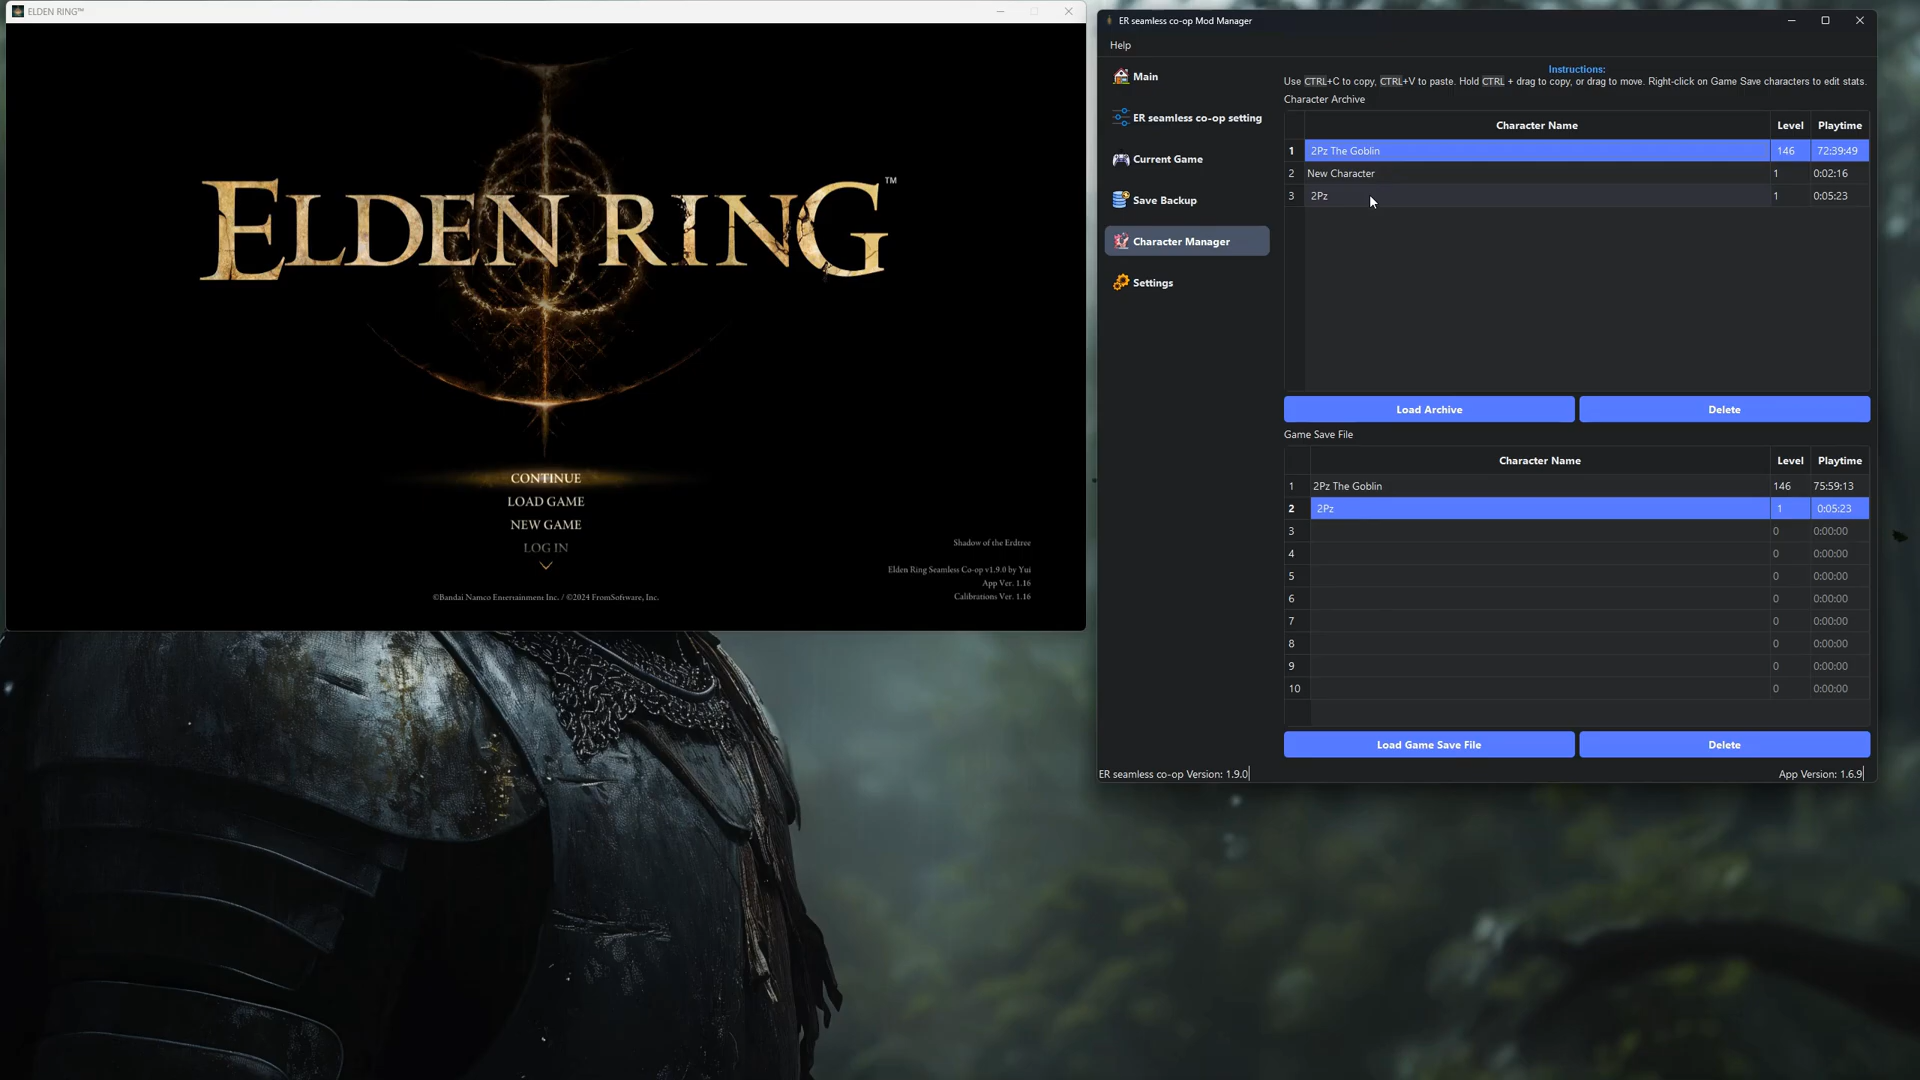 ELDEN RING™
ELDEN RING™
CONTINUE
LOAD GAME
NEW GAME
LOG IN
Shadow of the Erdtree
Elden Ring Seamless Co-op v1.9.0 by Yui
App Ver. 1.16
Calibrations Ver. 1.16
©Bandai Namco Entertainment Inc. / ©2024 FromSoftware, Inc.
ER seamless co-op Mod Manager
Help
Main
ER seamless co-op setting
Current Game
Save Backup
Character Manager
Settings
Instructions:
Use CTRL+C to copy, CTRL+V to paste. Hold CTRL + drag to copy, or drag to move. Right-click on Game Save characters to edit stats.
Character Archive
Character Name Level Playtime
1 2Pz The Goblin 146 72:39:49
2 New Character 1 0:02:16
3 2Pz 1 0:05:23
Load Archive Delete
Game Save File
Character Name Level Playtime
1 2Pz The Goblin 146 75:59:13
2 2Pz 1 0:05:23
3 0 0:00:00
4 0 0:00:00
5 0 0:00:00
6 0 0:00:00
7 0 0:00:00
8 0 0:00:00
9 0 0:00:00
10 0 0:00:00
Load Game Save File Delete
ER seamless co-op Version: 1.9.0
App Version: 1.6.9